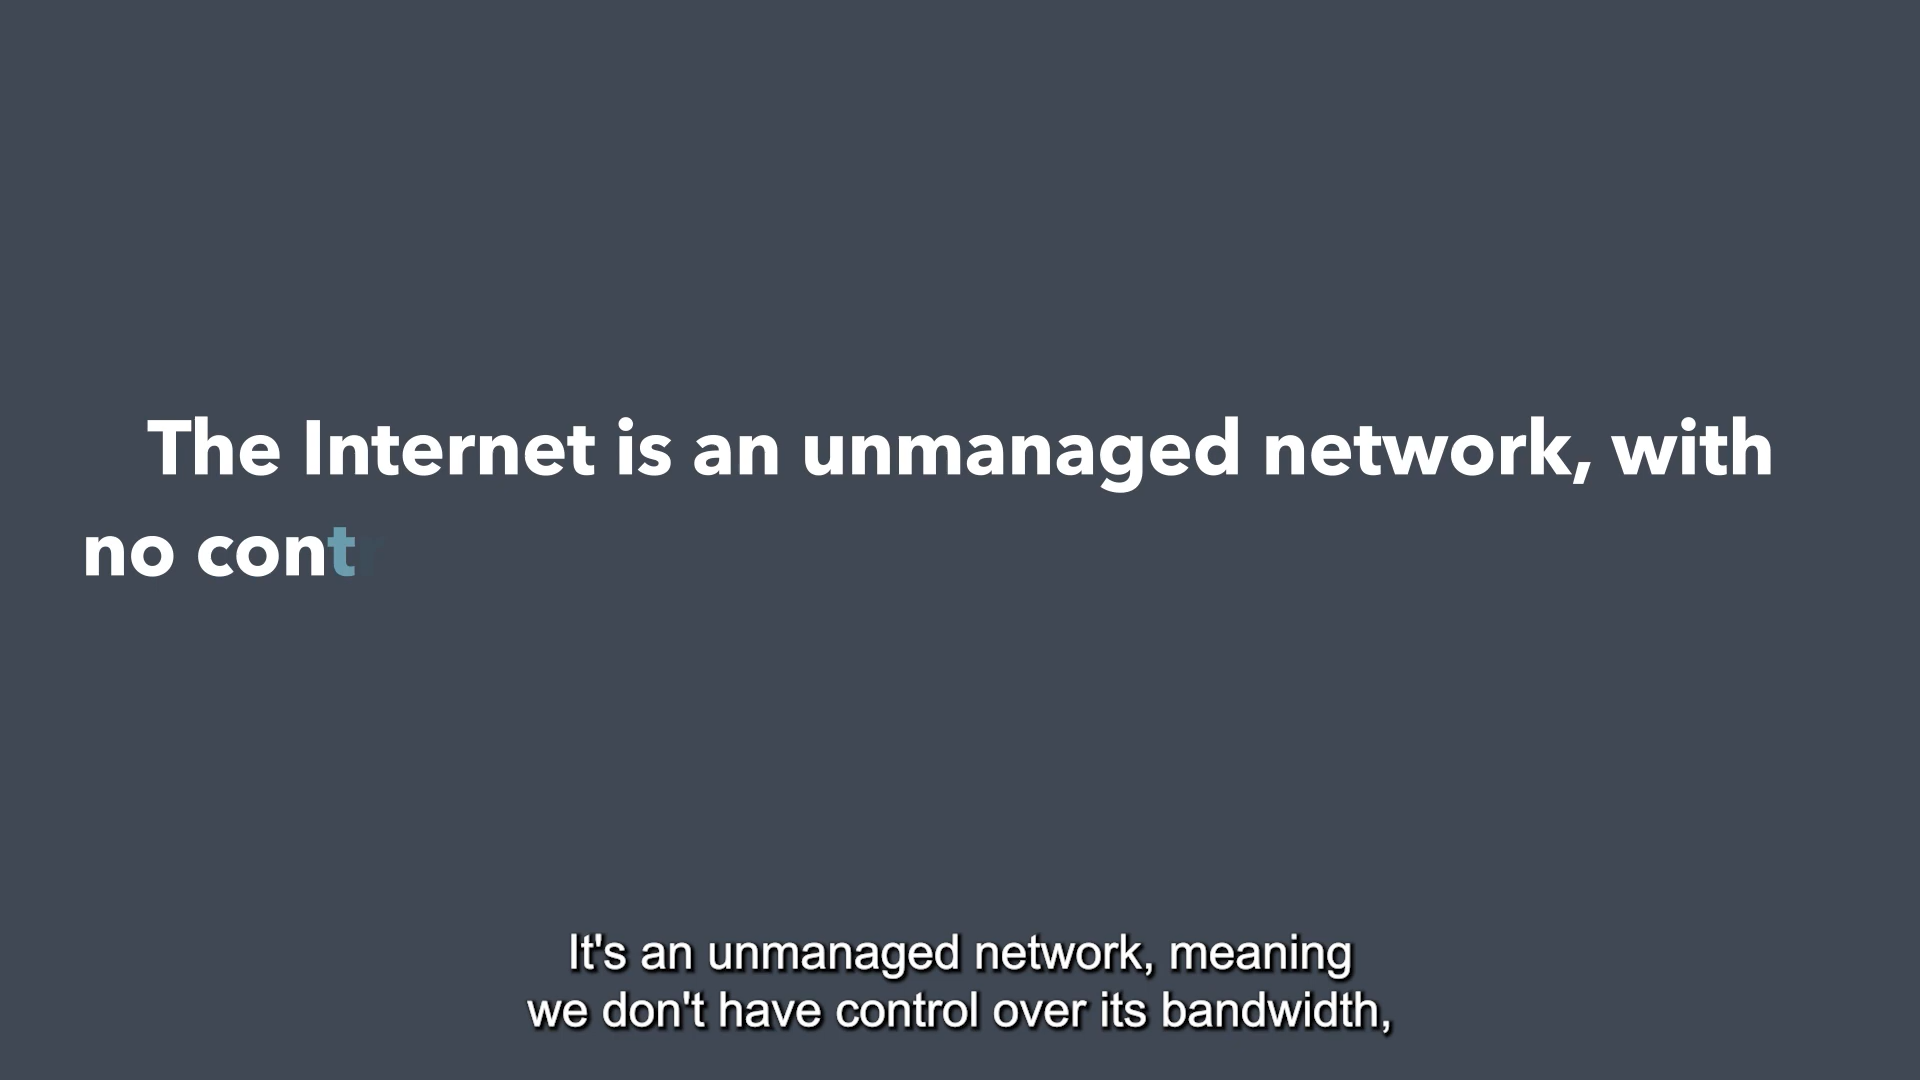 The Internet is an unmanaged network, with
no contr
It's an unmanaged network, meaning
we don't have control over its bandwidth,